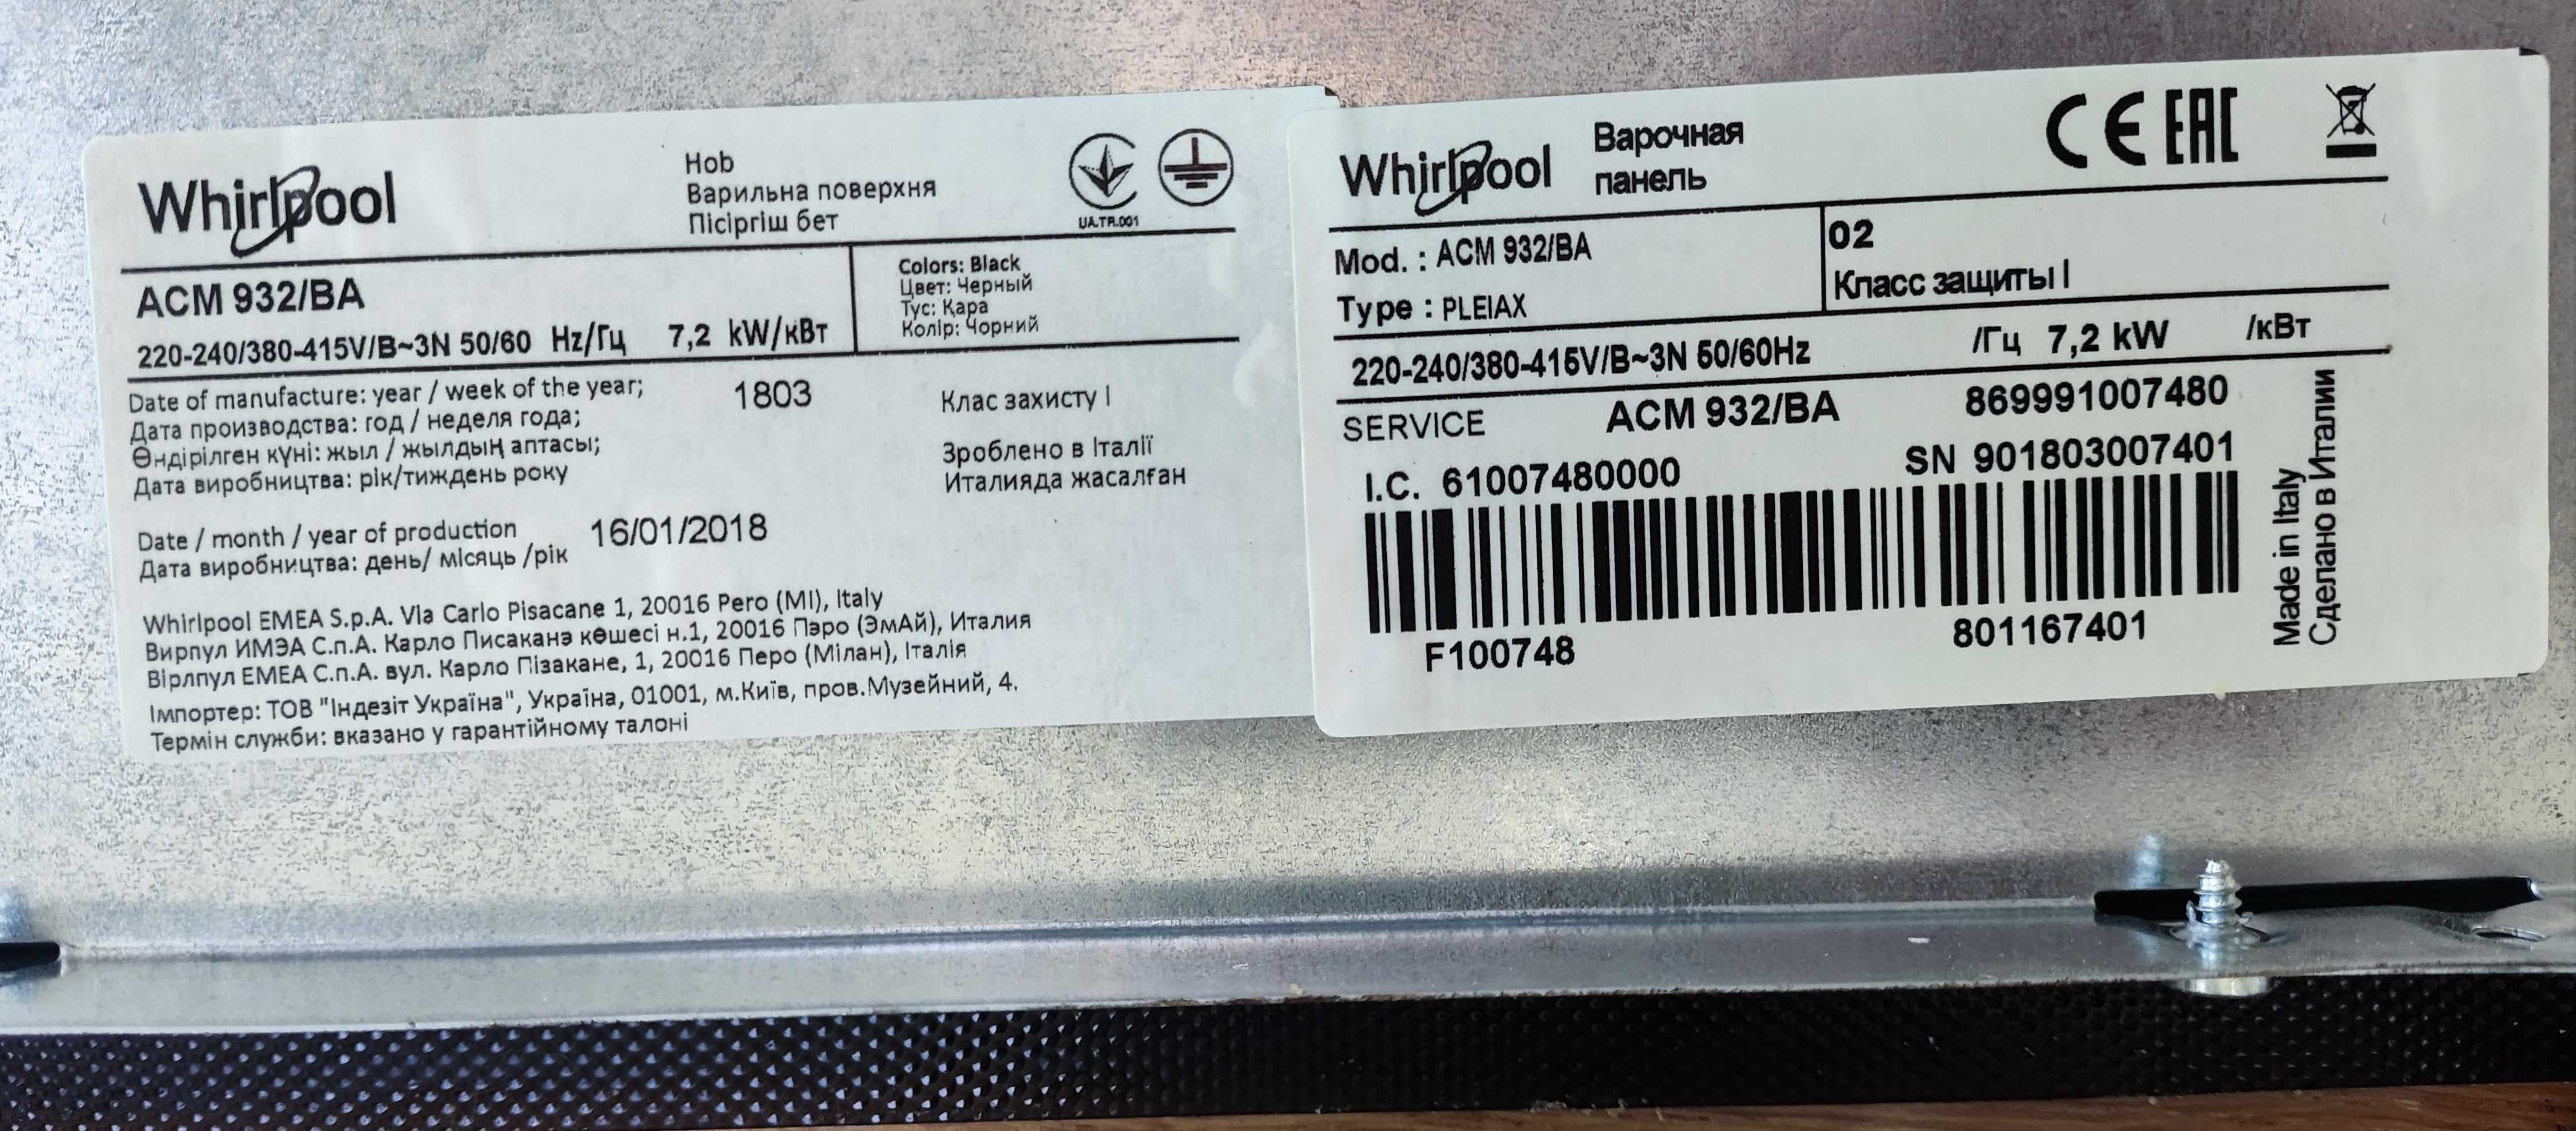 Whirlpool
Hob
Варильна поверхня
Пісіргіш бет
UA.TR.001
ACM 932/BA
220-240/380-415V/B~3N 50/60 Hz/Гц 7,2 kW/кВт
Colors: Black
Цвет: Черный
Түс: Қара
Колір: Чорний
Date of manufacture: year / week of the year;
Дата производства: год / неделя года;
Өндірілген күні: жыл / жылдың аптасы;
Дата виробництва: рік/тиждень року
1803
Клас захисту I
Зроблено в Італії
Италияда жасалған
Date / month / year of production
Дата виробництва: день/ місяць /рік
16/01/2018
Whirlpool EMEA S.p.A. Via Carlo Pisacane 1, 20016 Pero (MI), Italy
Вирпул ИМЭА С.п.А. Карло Писаканэ көшесі н.1, 20016 Пэро (ЭмАй), Италия
Вірлпул ЕМЕА С.п.А. вул. Карло Пізакане, 1, 20016 Перо (Мілан), Італія
Імпортер: ТОВ "Індезіт Україна", Україна, 01001, м.Київ, пров.Музейний, 4.
Термін служби: вказано у гарантійному талоні
Whirlpool
Варочная
панель
CE EAC
Mod. : ACM 932/BA
Type : PLEIAX
02
Класс защиты I
220-240/380-415V/B~3N 50/60Hz /Гц 7,2 kW /кВт
SERVICE ACM 932/BA 869991007480
I.C. 61007480000 SN 901803007401
F100748 801167401
Made in Italy
Сделано в Италии